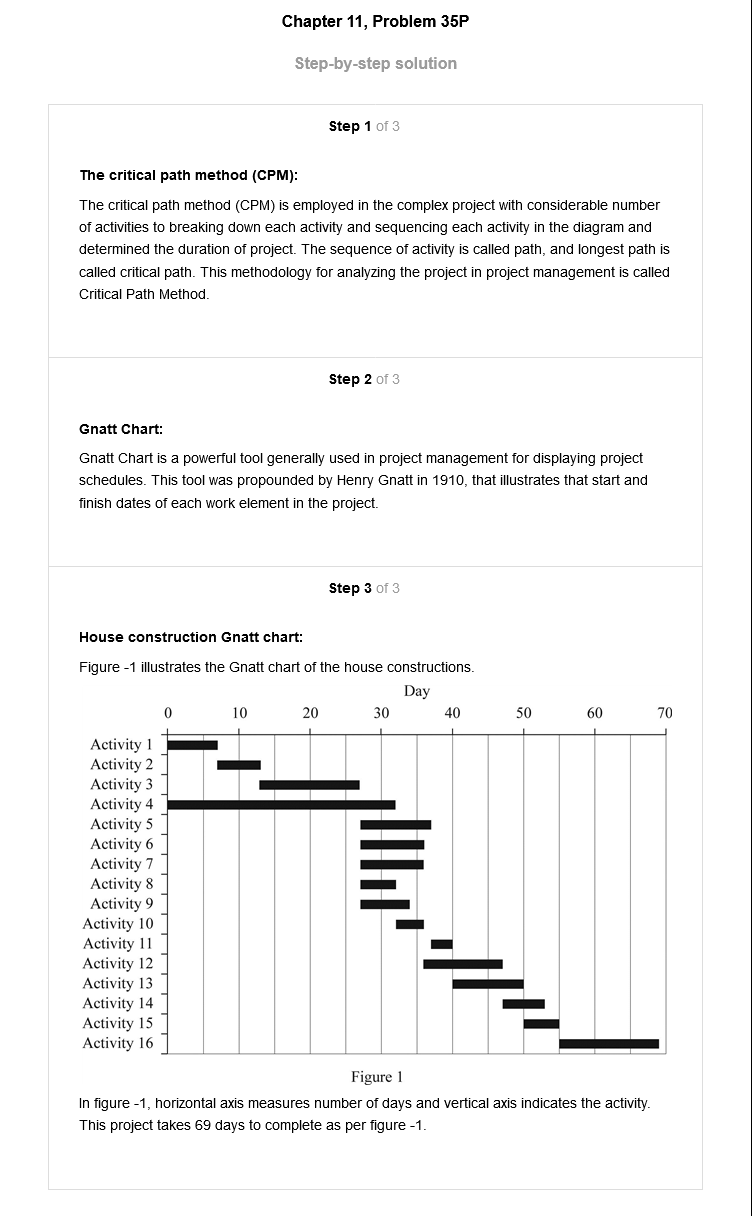 Chapter 11, Problem 35P
Step-by-step solution
Step 1 of 3
The critical path method (CPM):
The critical path method (CPM) is employed in the complex project with considerable number
of activities to breaking down each activity and sequencing each activity in the diagram and
determined the duration of project. The sequence of activity is called path, and longest path is
called critical path. This methodology for analyzing the project in project management is called
Critical Path Method.
Step 2 of 3
Gnatt Chart:
Gnatt Chart is a powerful tool generally used in project management for displaying project
schedules. This tool was propounded by Henry Gnatt in 1910, that illustrates that start and
finish dates of each work element in the project.
Step 3 of 3
House construction Gnatt chart:
Figure -1 illustrates the Gnatt chart of the house constructions.
Day
0 10 20 30 40 50 60 70
Activity 1
Activity 2
Activity 3
Activity 4
Activity 5
Activity 6
Activity 7
Activity 8
Activity 9
Activity 10
Activity 11
Activity 12
Activity 13
Activity 14
Activity 15
Activity 16
Figure 1
In figure -1, horizontal axis measures number of days and vertical axis indicates the activity.
This project takes 69 days to complete as per figure -1.